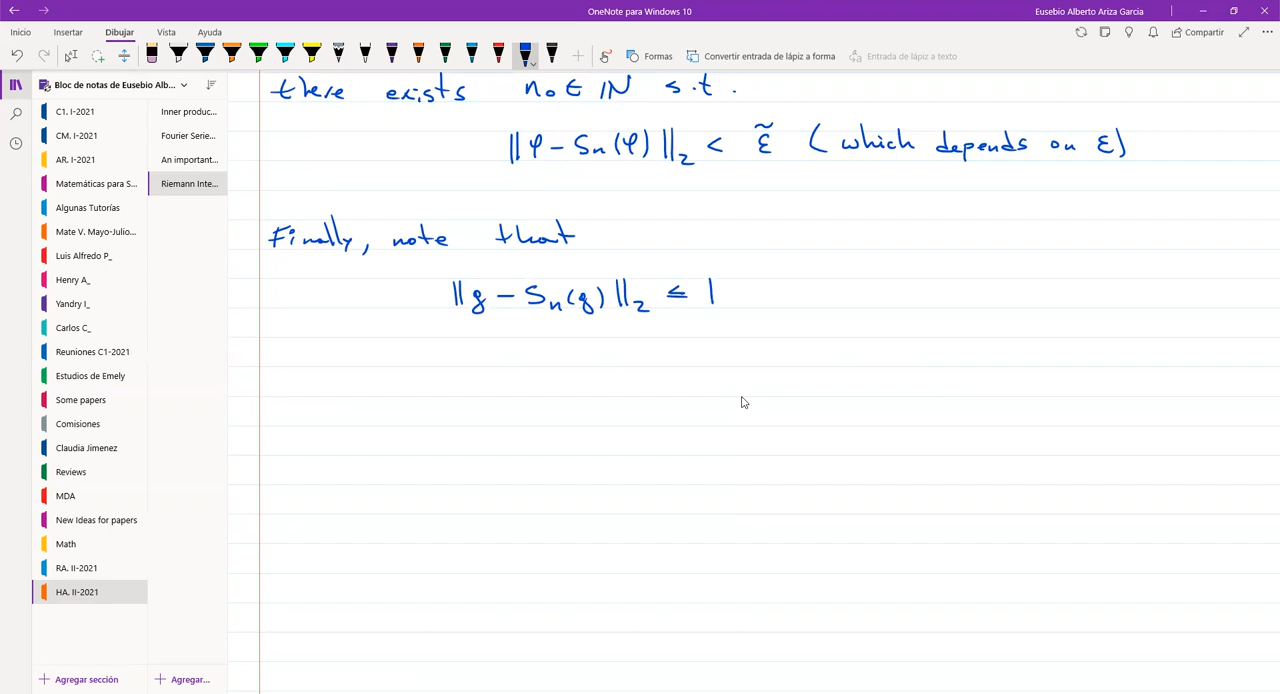 OneNote para Windows 10
Eusebio Alberto Ariza Garcia
Inicio Insertar Dibujar Vista Ayuda
Compartir
Formas
Convertir entrada de lápiz a forma
Entrada de lápiz a texto
Bloc de notas de Eusebio Alb...
C1. I-2021
CM. I-2021
AR. I-2021
Matemáticas para S...
Algunas Tutorías
Mate V. Mayo-Julio...
Luis Alfredo P_
Henry A_
Yandry I_
Carlos C_
Reuniones C1-2021
Estudios de Emely
Some papers
Comisiones
Claudia Jimenez
Reviews
MDA
New Ideas for papers
Math
RA. II-2021
HA. II-2021
Agregar sección
Inner produc...
Fourier Serie...
An important...
Riemann Inte...
Agregar...
there exists n₀ ∈ IN s.t.
||φ - Sn(φ)||₂ < ε̃ (which depends on ε)
Finally, note that
||g - Sn(g)||₂ ≤ |